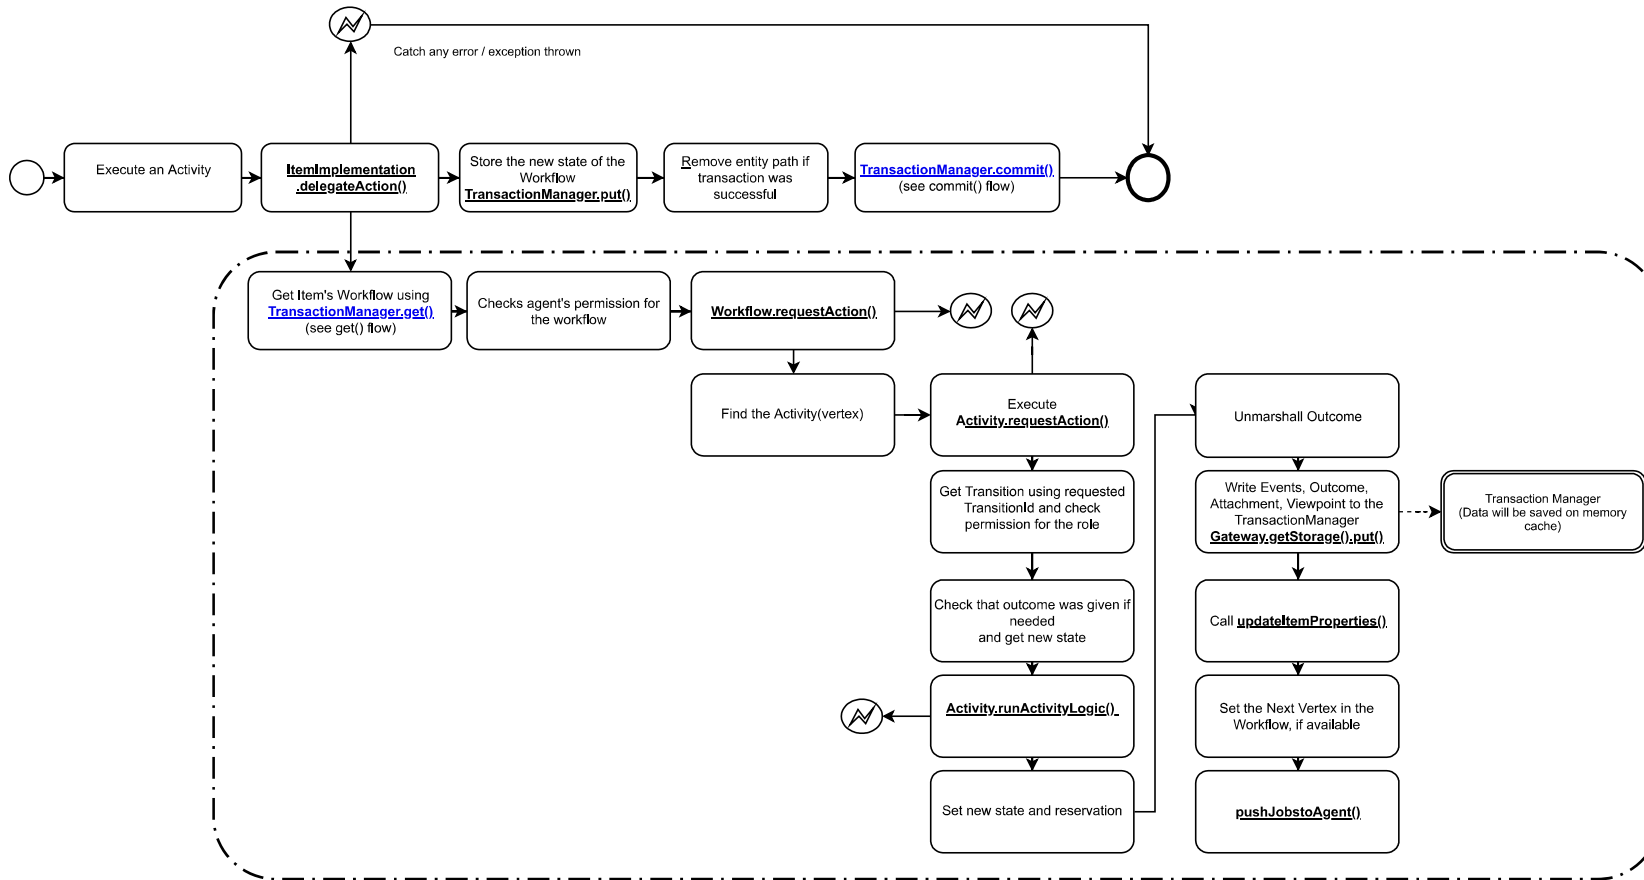 Catch any error / exception thrown
Execute an Activity
ItemImplementation
.delegateAction()
Store the new state of the
Workflow
TransactionManager.put()
Remove entity path if
transaction was
successful
TransactionManager.commit()
(see commit() flow)
Get Item's Workflow using
TransactionManager.get()
(see get() flow)
Checks agent's permission for
the workflow
Workflow.requestAction()
Find the Activity(vertex)
Execute
Activity.requestAction()
Get Transition using requested
TransitionId and check
permission for the role
Check that outcome was given if
needed
and get new state
Activity.runActivityLogic()
Set new state and reservation
Unmarshall Outcome
Write Events, Outcome,
Attachment, Viewpoint to the
TransactionManager
Gateway.getStorage().put()
Transaction Manager
(Data will be saved on memory
cache)
Call updateItemProperties()
Set the Next Vertex in the
Workflow, if available
pushJobstoAgent()